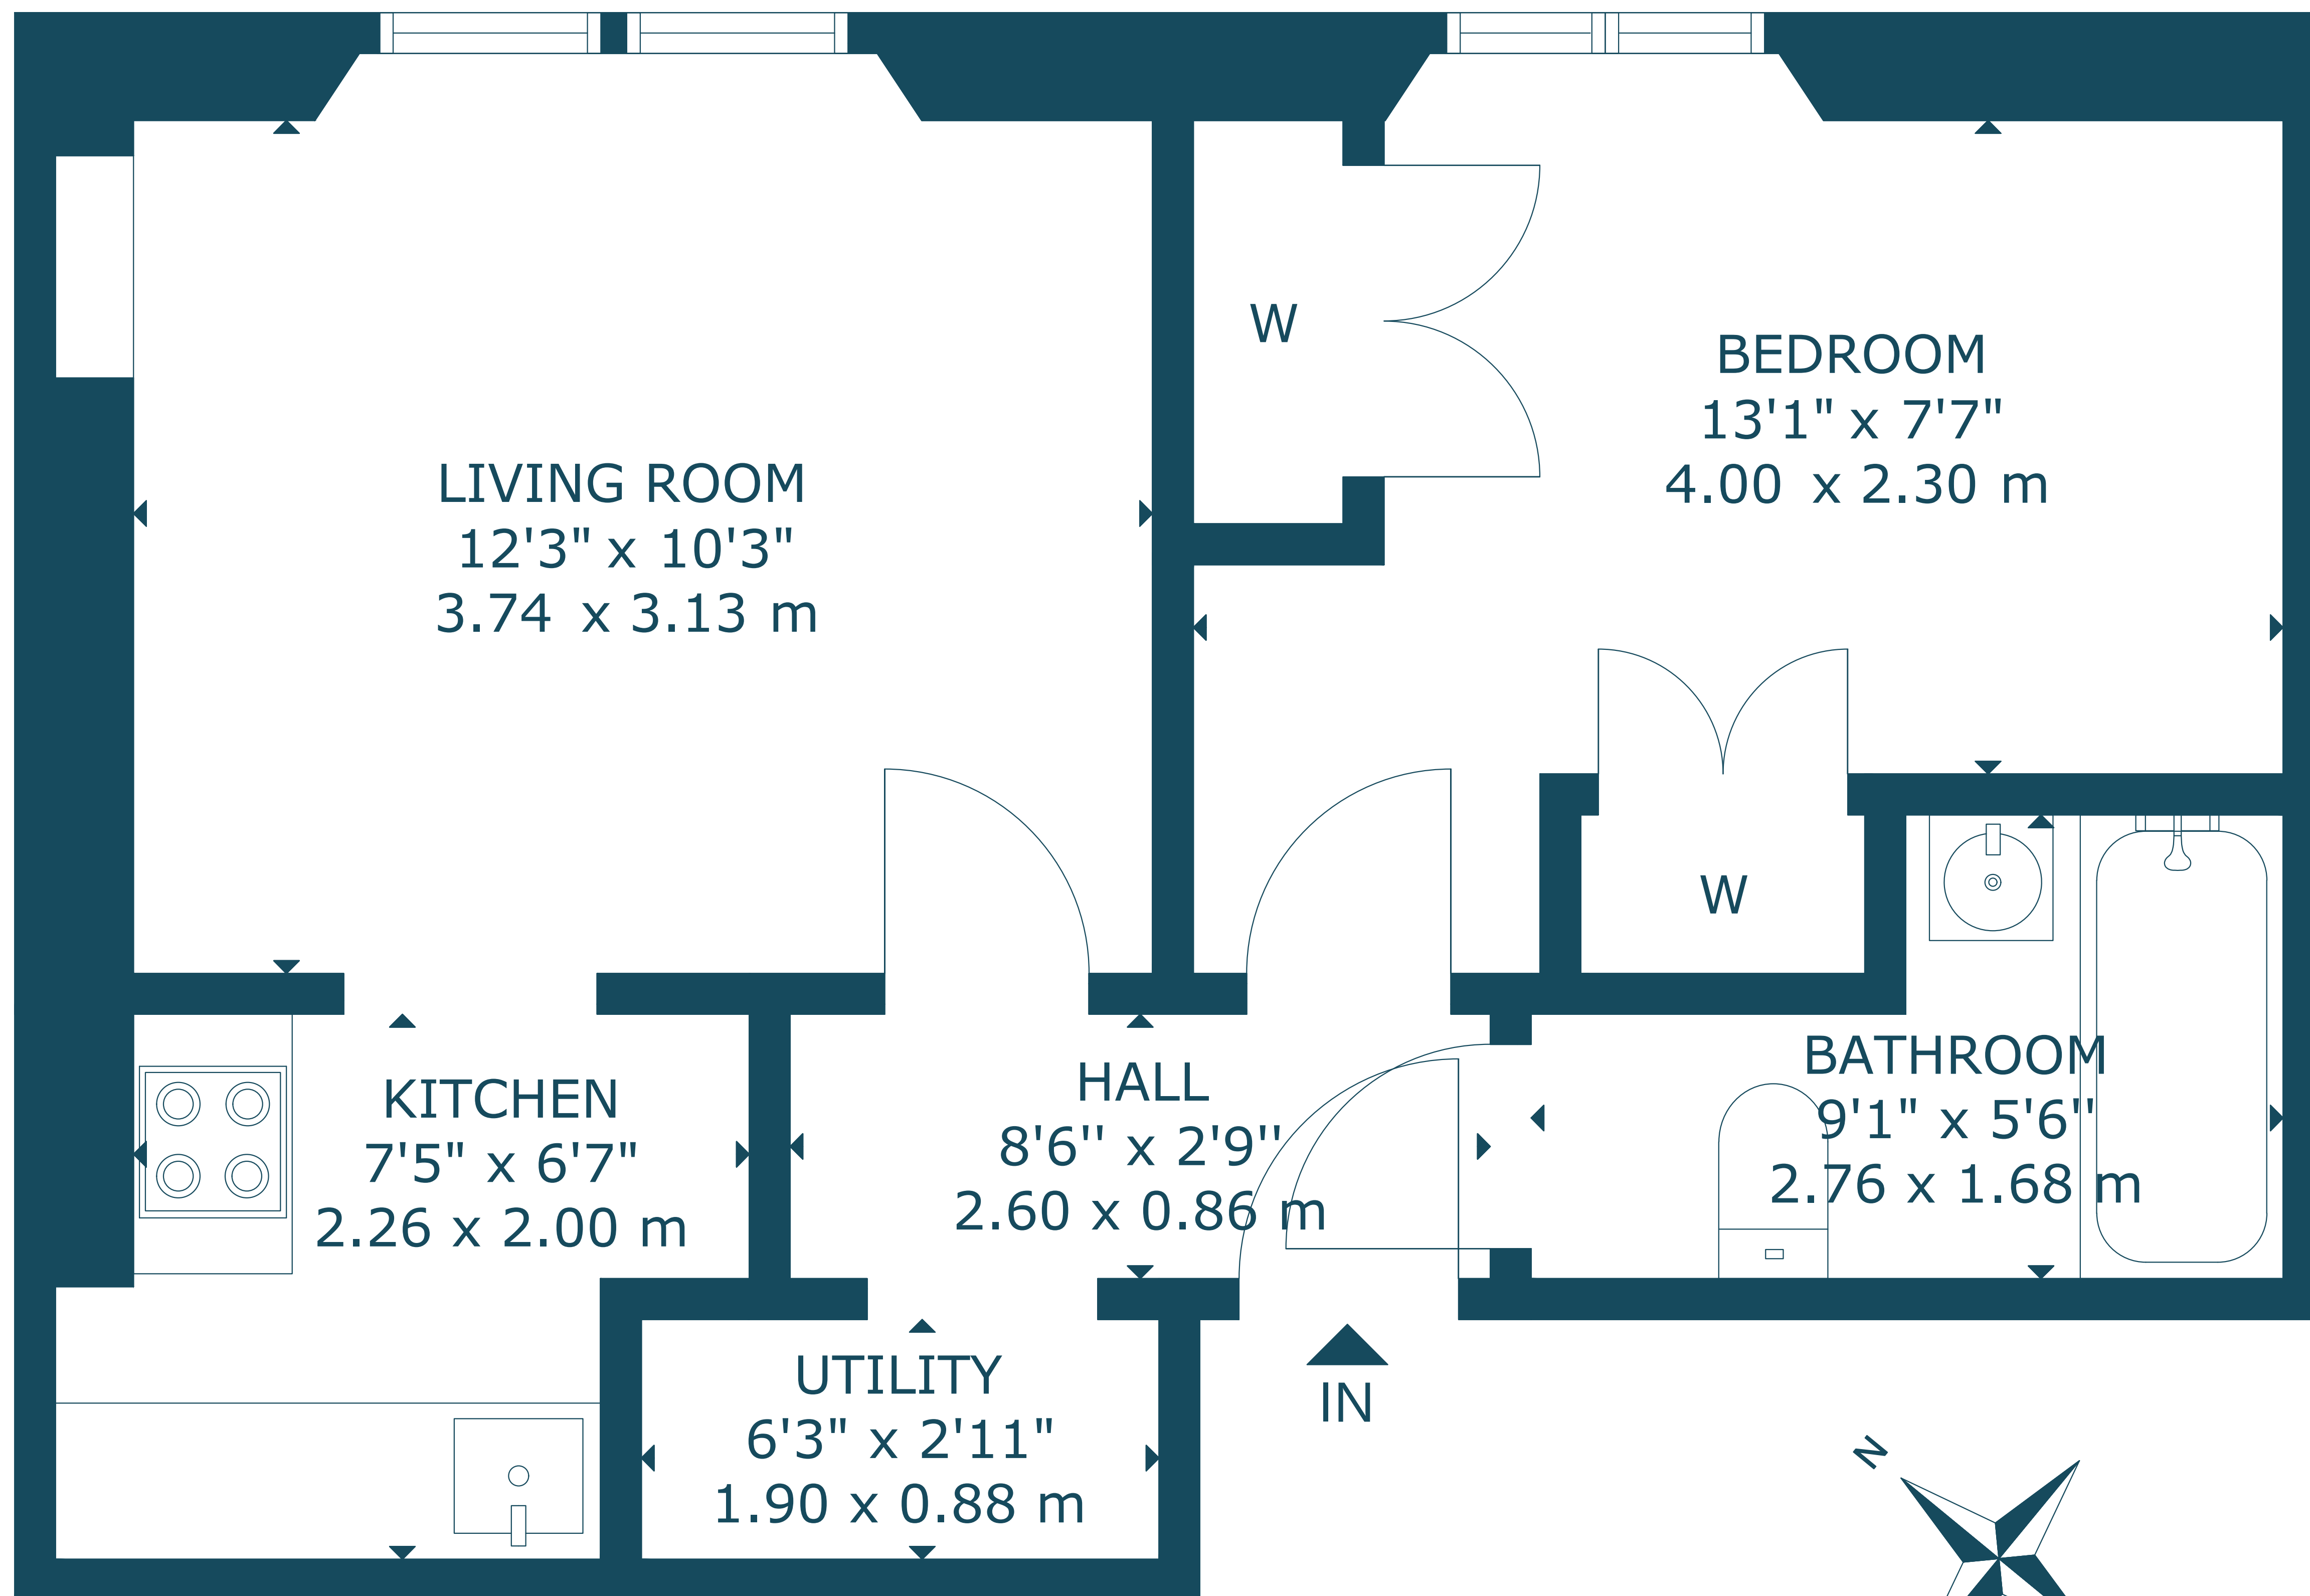 W
BEDROOM
13'1" x 7'7"
4.00 x 2.30 m
LIVING ROOM
12'3" x 10'3"
3.74 x 3.13 m
W
KITCHEN
7'5" x 6'7"
2.26 x 2.00 m
HALL
8'6'' x 2'9''
2.60 x 0.86 m
BATHROOM
9'1" x 5'6"
2.76 x 1.68 m
UTILITY
6'3" x 2'11"
1.90 x 0.88 m
IN
N